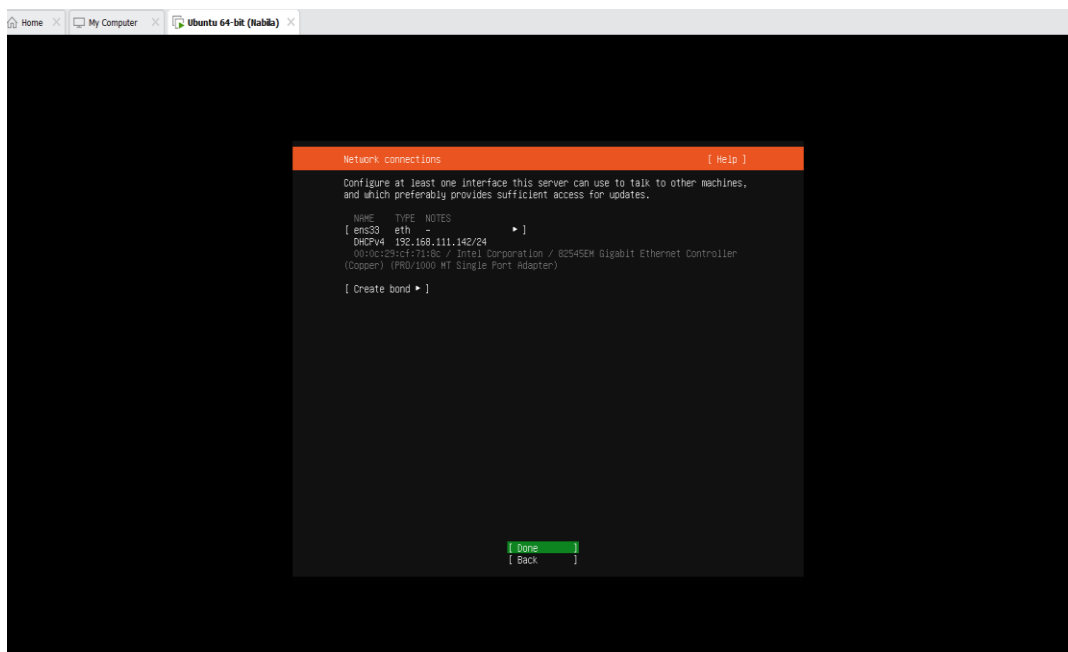 Home My Computer Ubuntu 64-bit (Nabila)
Network connections [ Help ]
Configure at least one interface this server can use to talk to other machines,
and which preferably provides sufficient access for updates.
NAME TYPE NOTES
[ ens33 eth - ▸ ]
DHCPv4 192.168.111.142/24
00:0c:29:cf:71:8c / Intel Corporation / 82545EM Gigabit Ethernet Controller
(Copper) (PRO/1000 MT Single Port Adapter)
[ Create bond ▸ ]
[ Done ]
[ Back ]